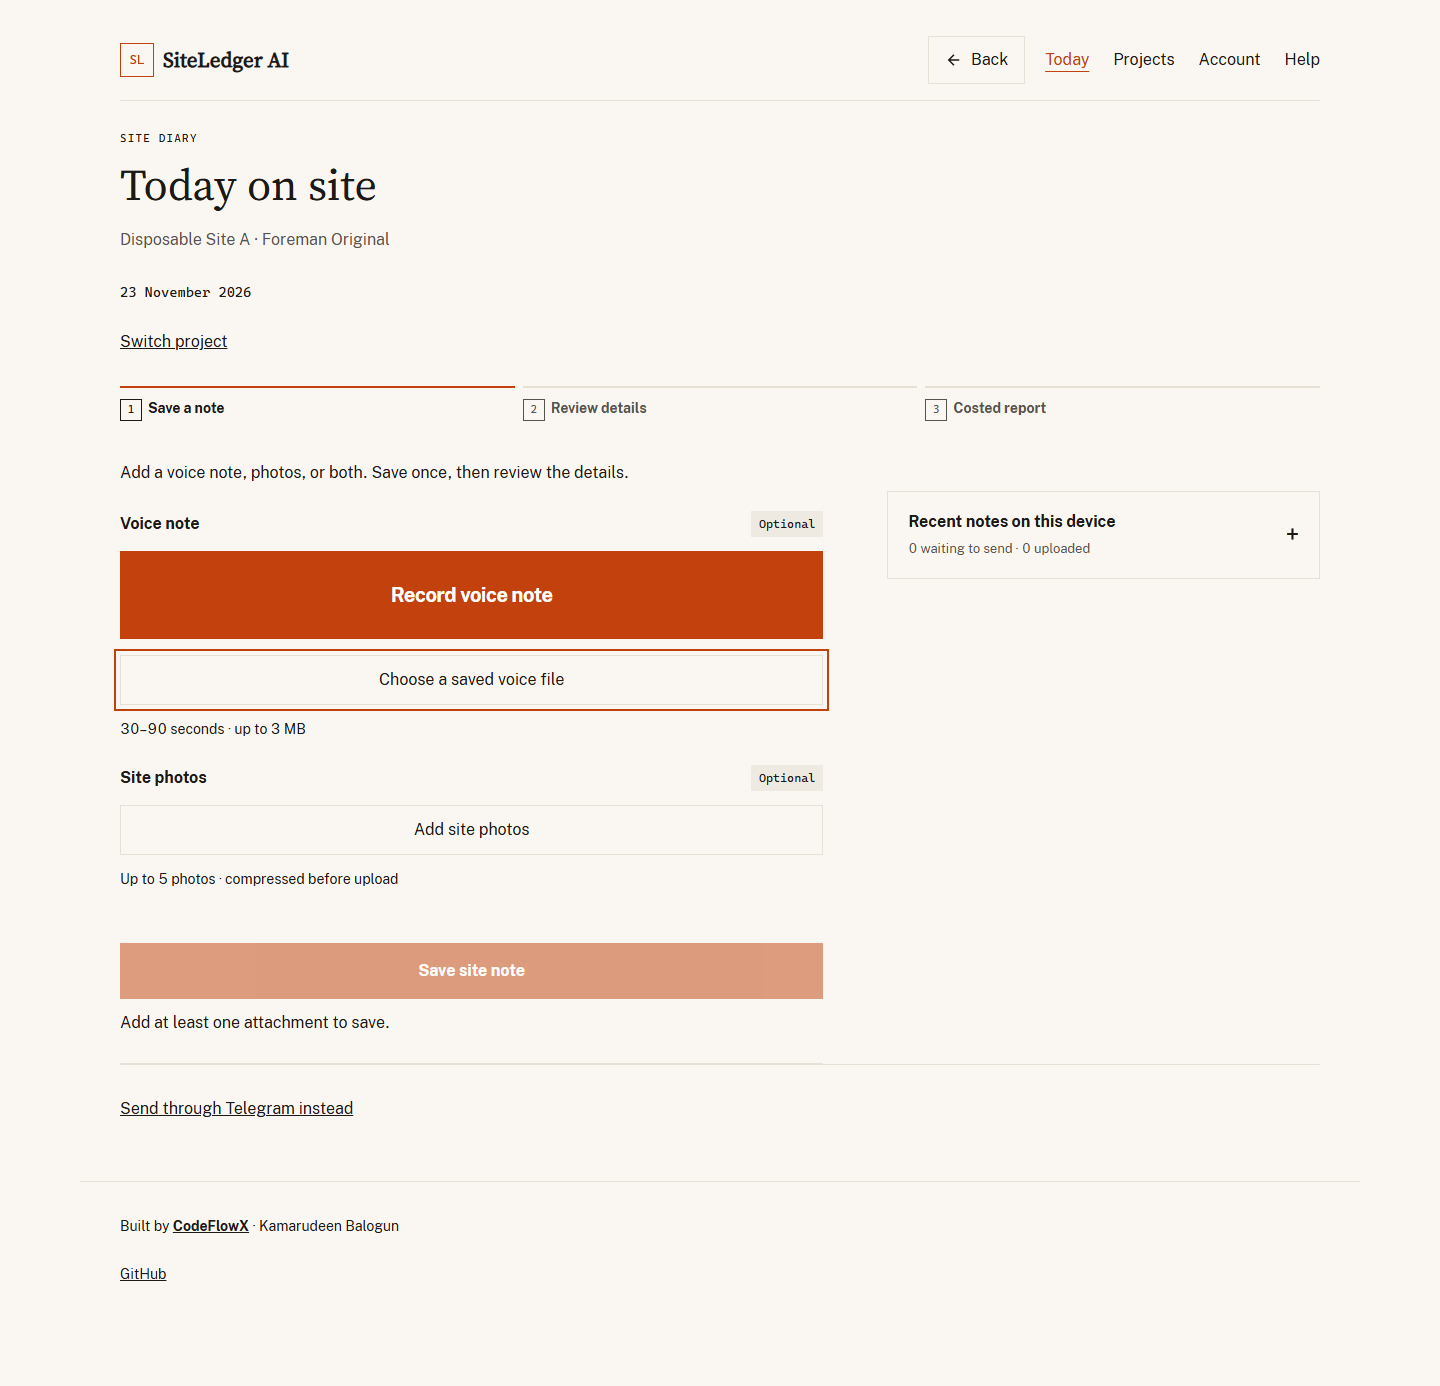 SL SiteLedger AI
← Back Today Projects Account Help
SITE DIARY
Today on site
Disposable Site A · Foreman Original
23 November 2026
Switch project
1 Save a note
2 Review details
3 Costed report
Add a voice note, photos, or both. Save once, then review the details.
Voice note Optional
Record voice note
Choose a saved voice file
30–90 seconds · up to 3 MB
Site photos Optional
Add site photos
Up to 5 photos · compressed before upload
Save site note
Add at least one attachment to save.
Recent notes on this device
0 waiting to send · 0 uploaded
+
Send through Telegram instead
Built by CodeFlowX · Kamarudeen Balogun
GitHub